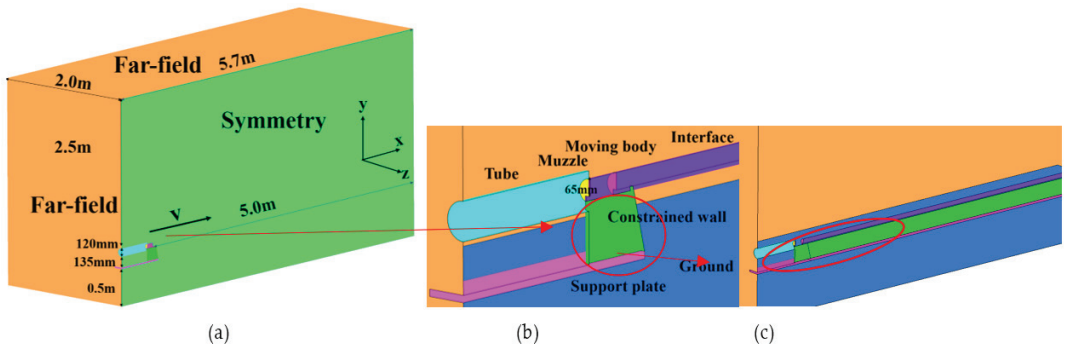 Far-field
5.7m
2.0m
Symmetry
y
x
z
2.5m
Far-field
V
5.0m
120mm
135mm
0.5m
Interface
Moving body
Muzzle
Tube
65mm
Constrained wall
Ground
Support plate
(a)
(b)
(c)